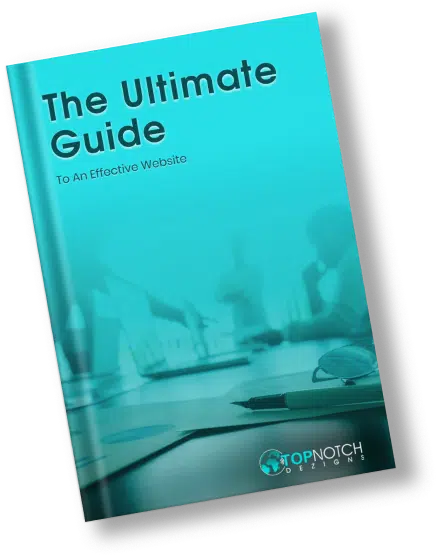 The Ultimate
Guide
To An Effective Website
TOPNOTCH
DEZIGNS